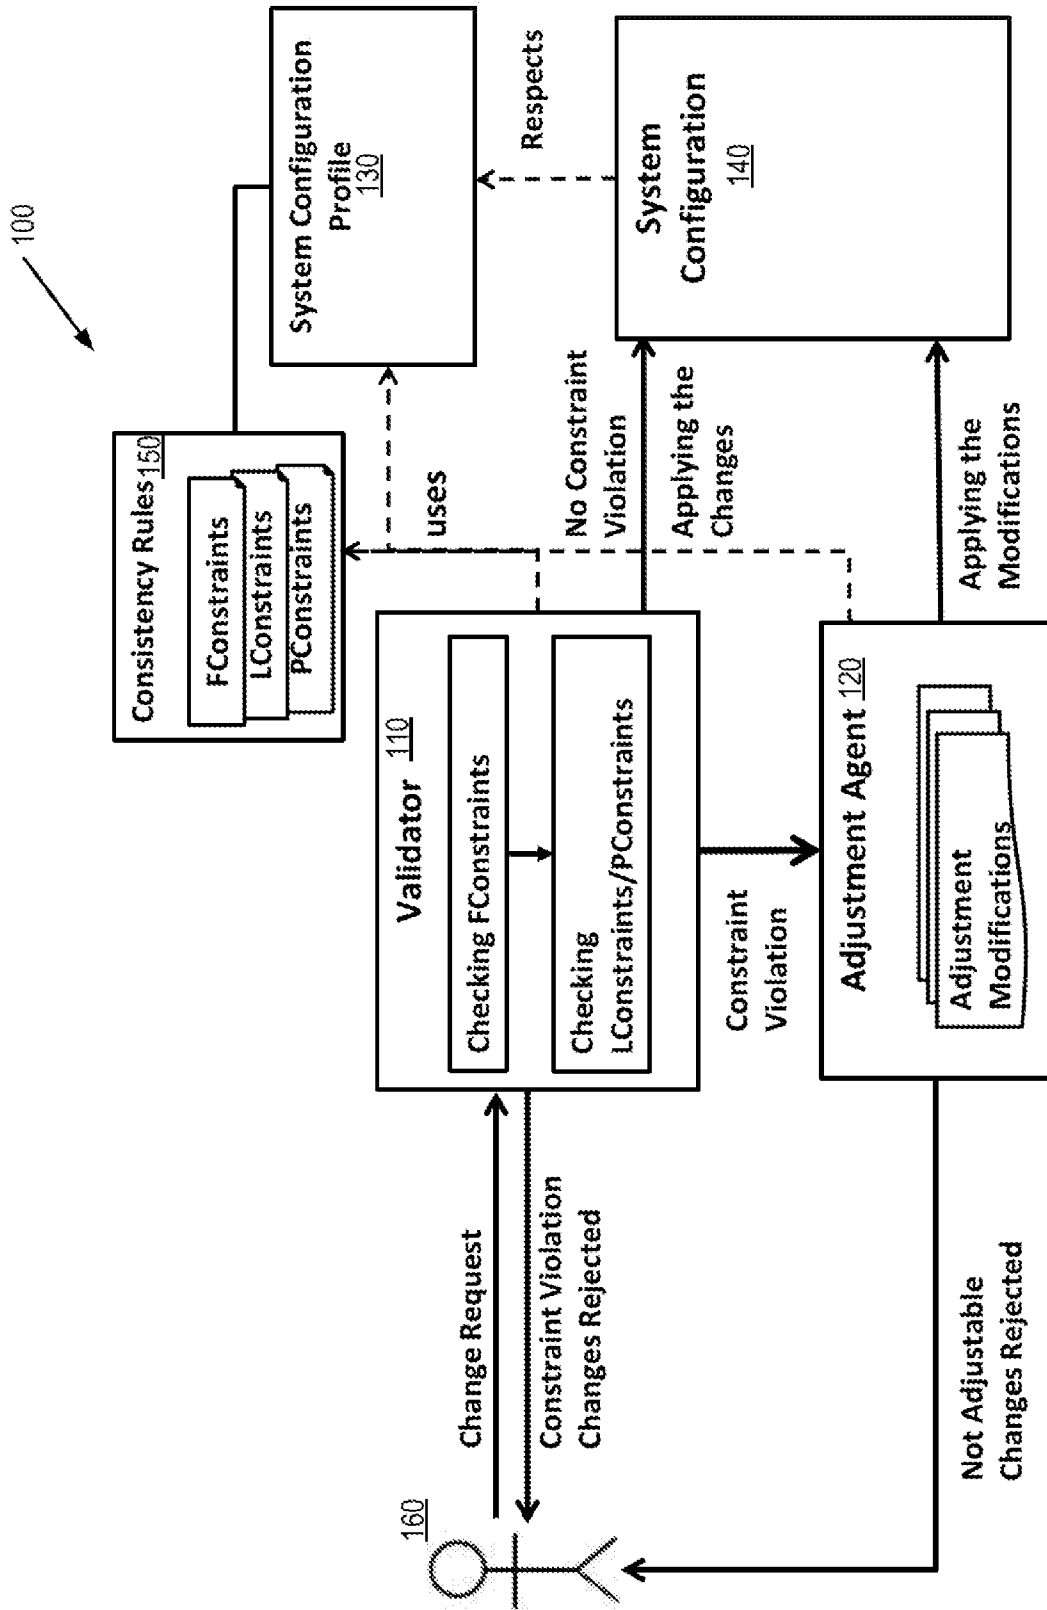 100
Consistency Rules 150
FConstraints
LConstraints
PConstraints
System Configuration
Profile
130
uses
Respects
160
Change Request
Constraint Violation
Changes Rejected
Validator 110
Checking FConstraints
Checking
LConstraints/PConstraints
No Constraint
Violation
Applying the
Changes
System
Configuration
140
Constraint
Violation
Not Adjustable
Changes Rejected
Adjustment Agent 120
Adjustment
Modifications
Applying the
Modifications